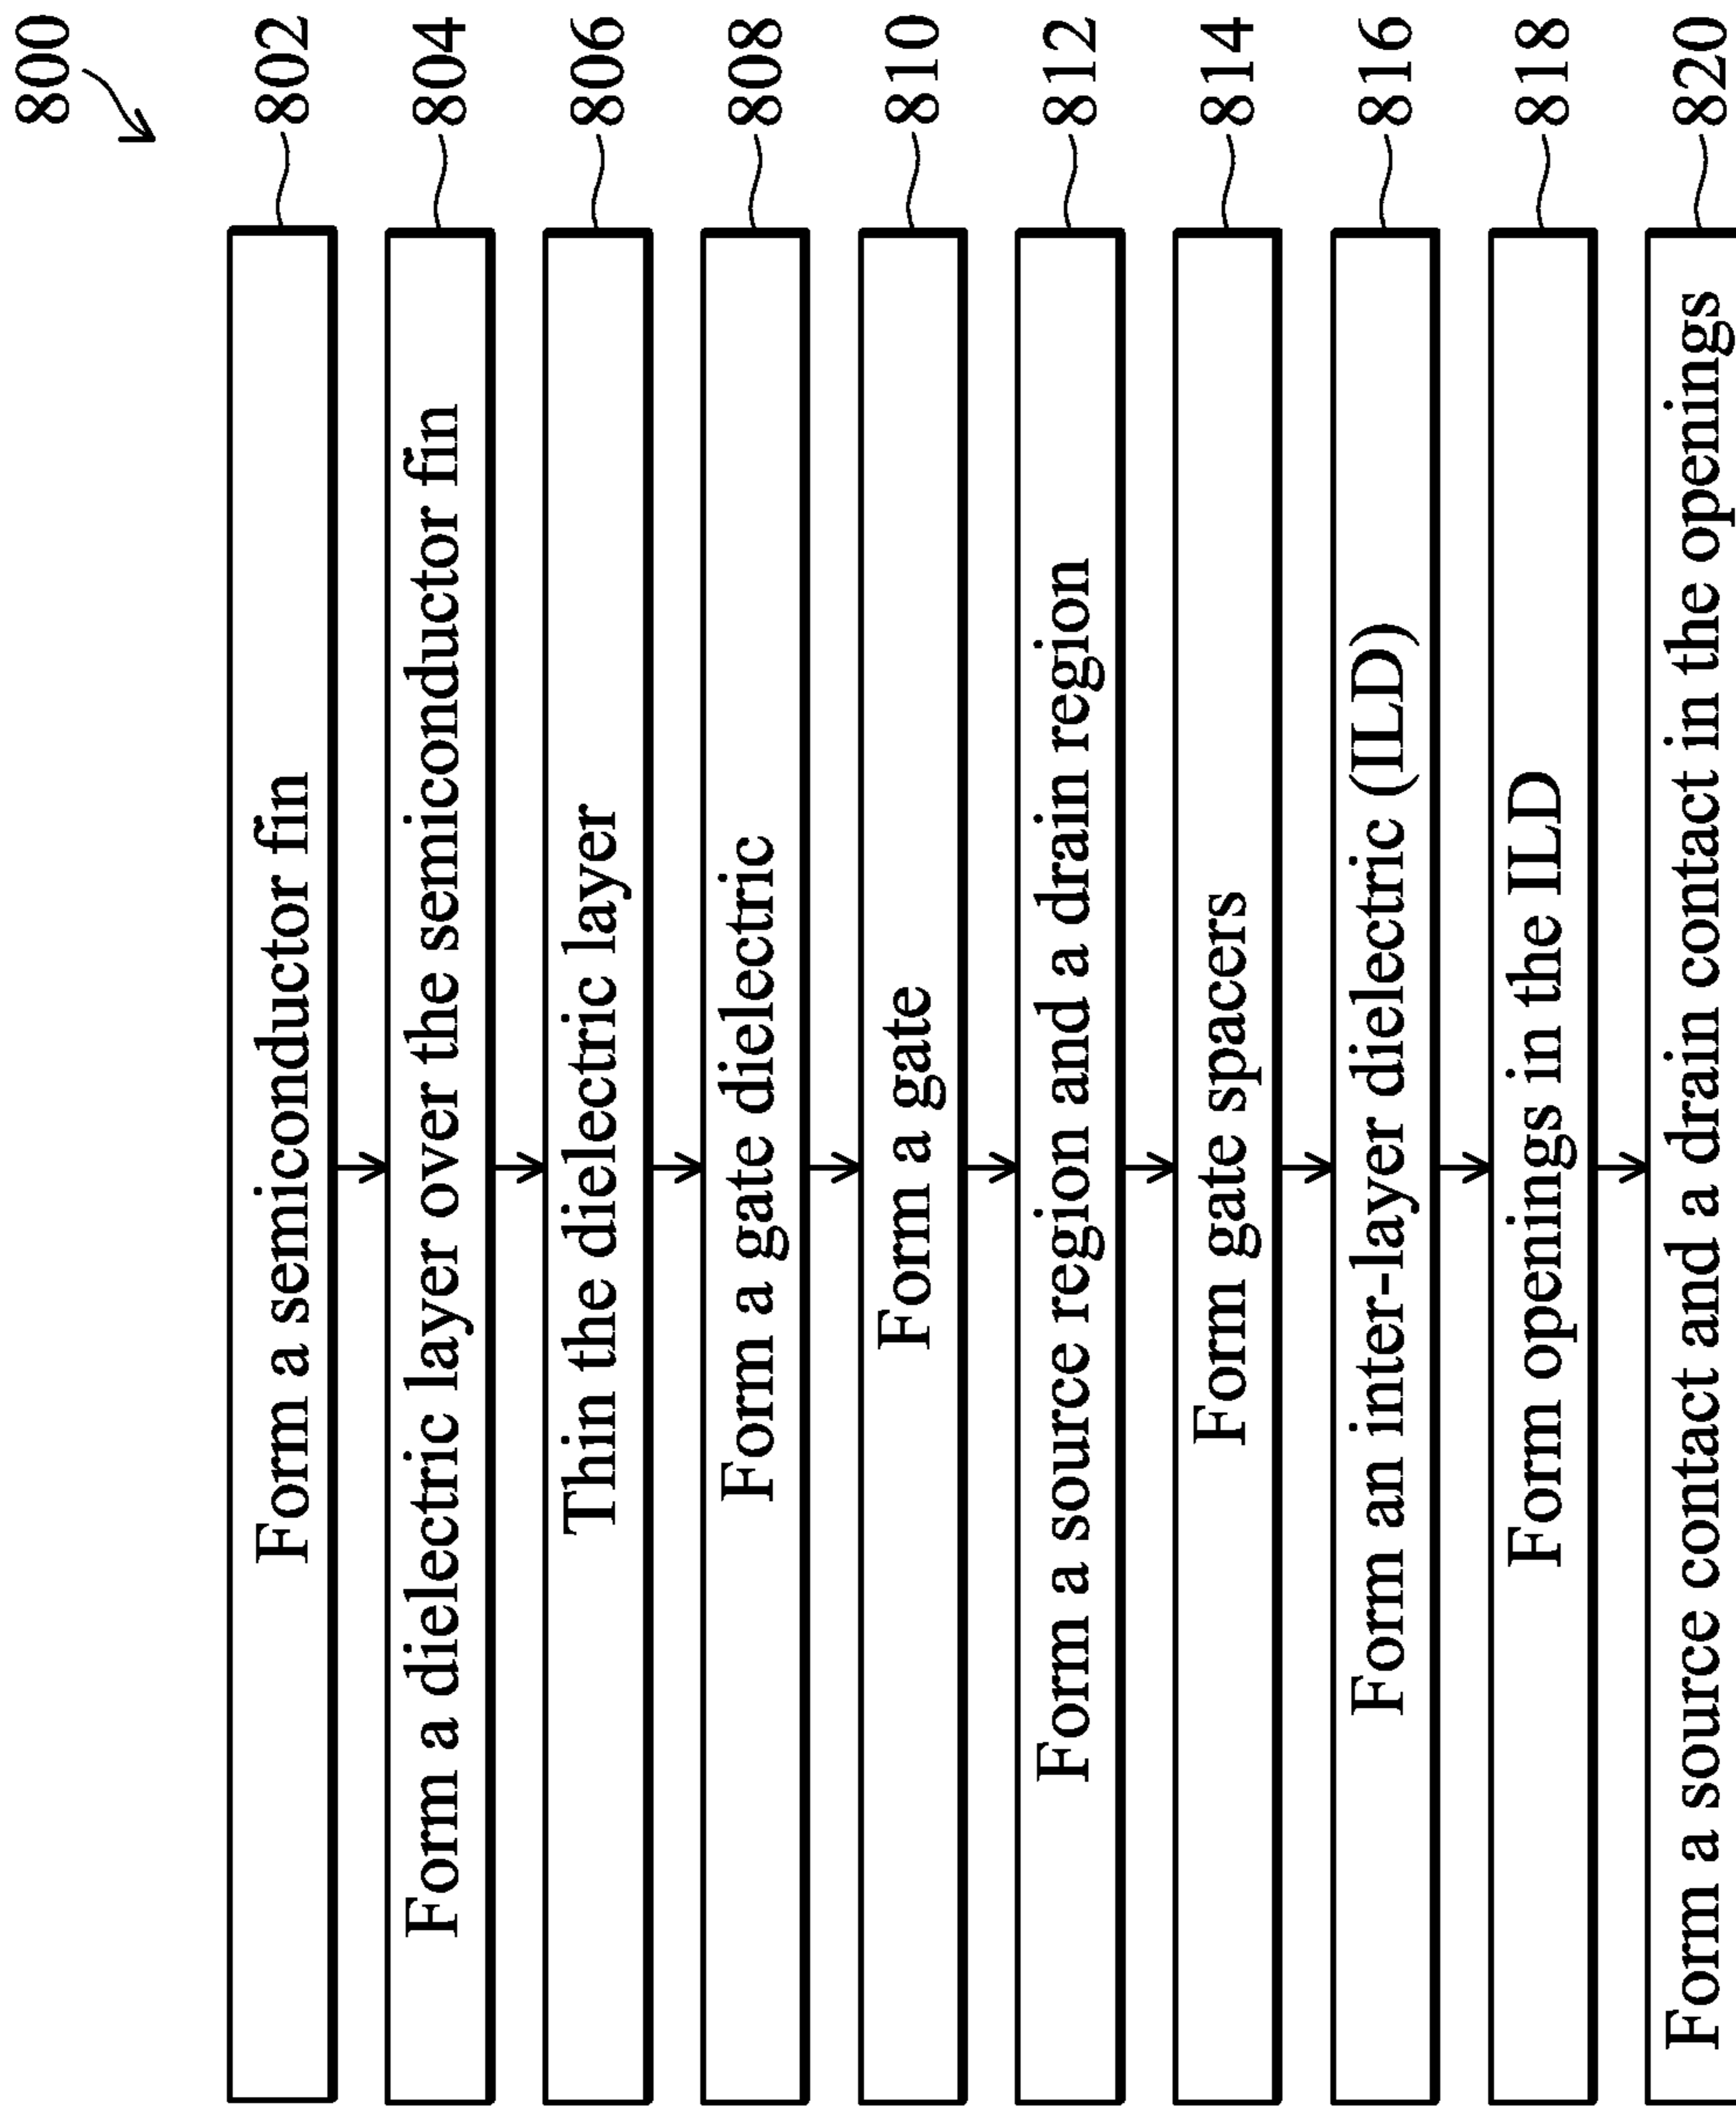 800
Form a semiconductor fin 802
Form a dielectric layer over the semiconductor fin 804
Thin the dielectric layer 806
Form a gate dielectric 808
Form a gate 810
Form a source region and a drain region 812
Form gate spacers 814
Form an inter-layer dielectric (ILD) 816
Form openings in the ILD 818
Form a source contact and a drain contact in the openings 820